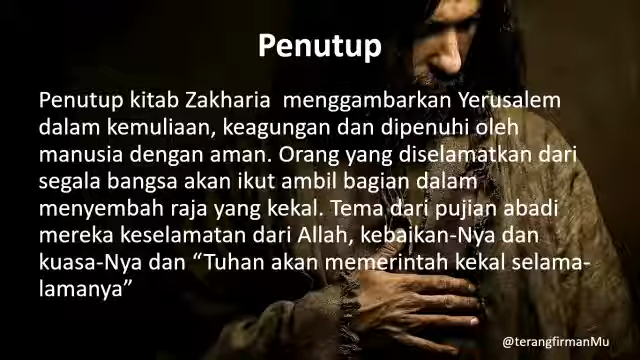 Penutup
Penutup kitab Zakharia  menggambarkan Yerusalem
dalam kemuliaan, keagungan dan dipenuhi oleh
manusia dengan aman. Orang yang diselamatkan dari
segala bangsa akan ikut ambil bagian dalam
menyembah raja yang kekal. Tema dari pujian abadi
mereka keselamatan dari Allah, kebaikan-Nya dan
kuasa-Nya dan “Tuhan akan memerintah kekal selama-
lamanya”
@terangfirmanMu